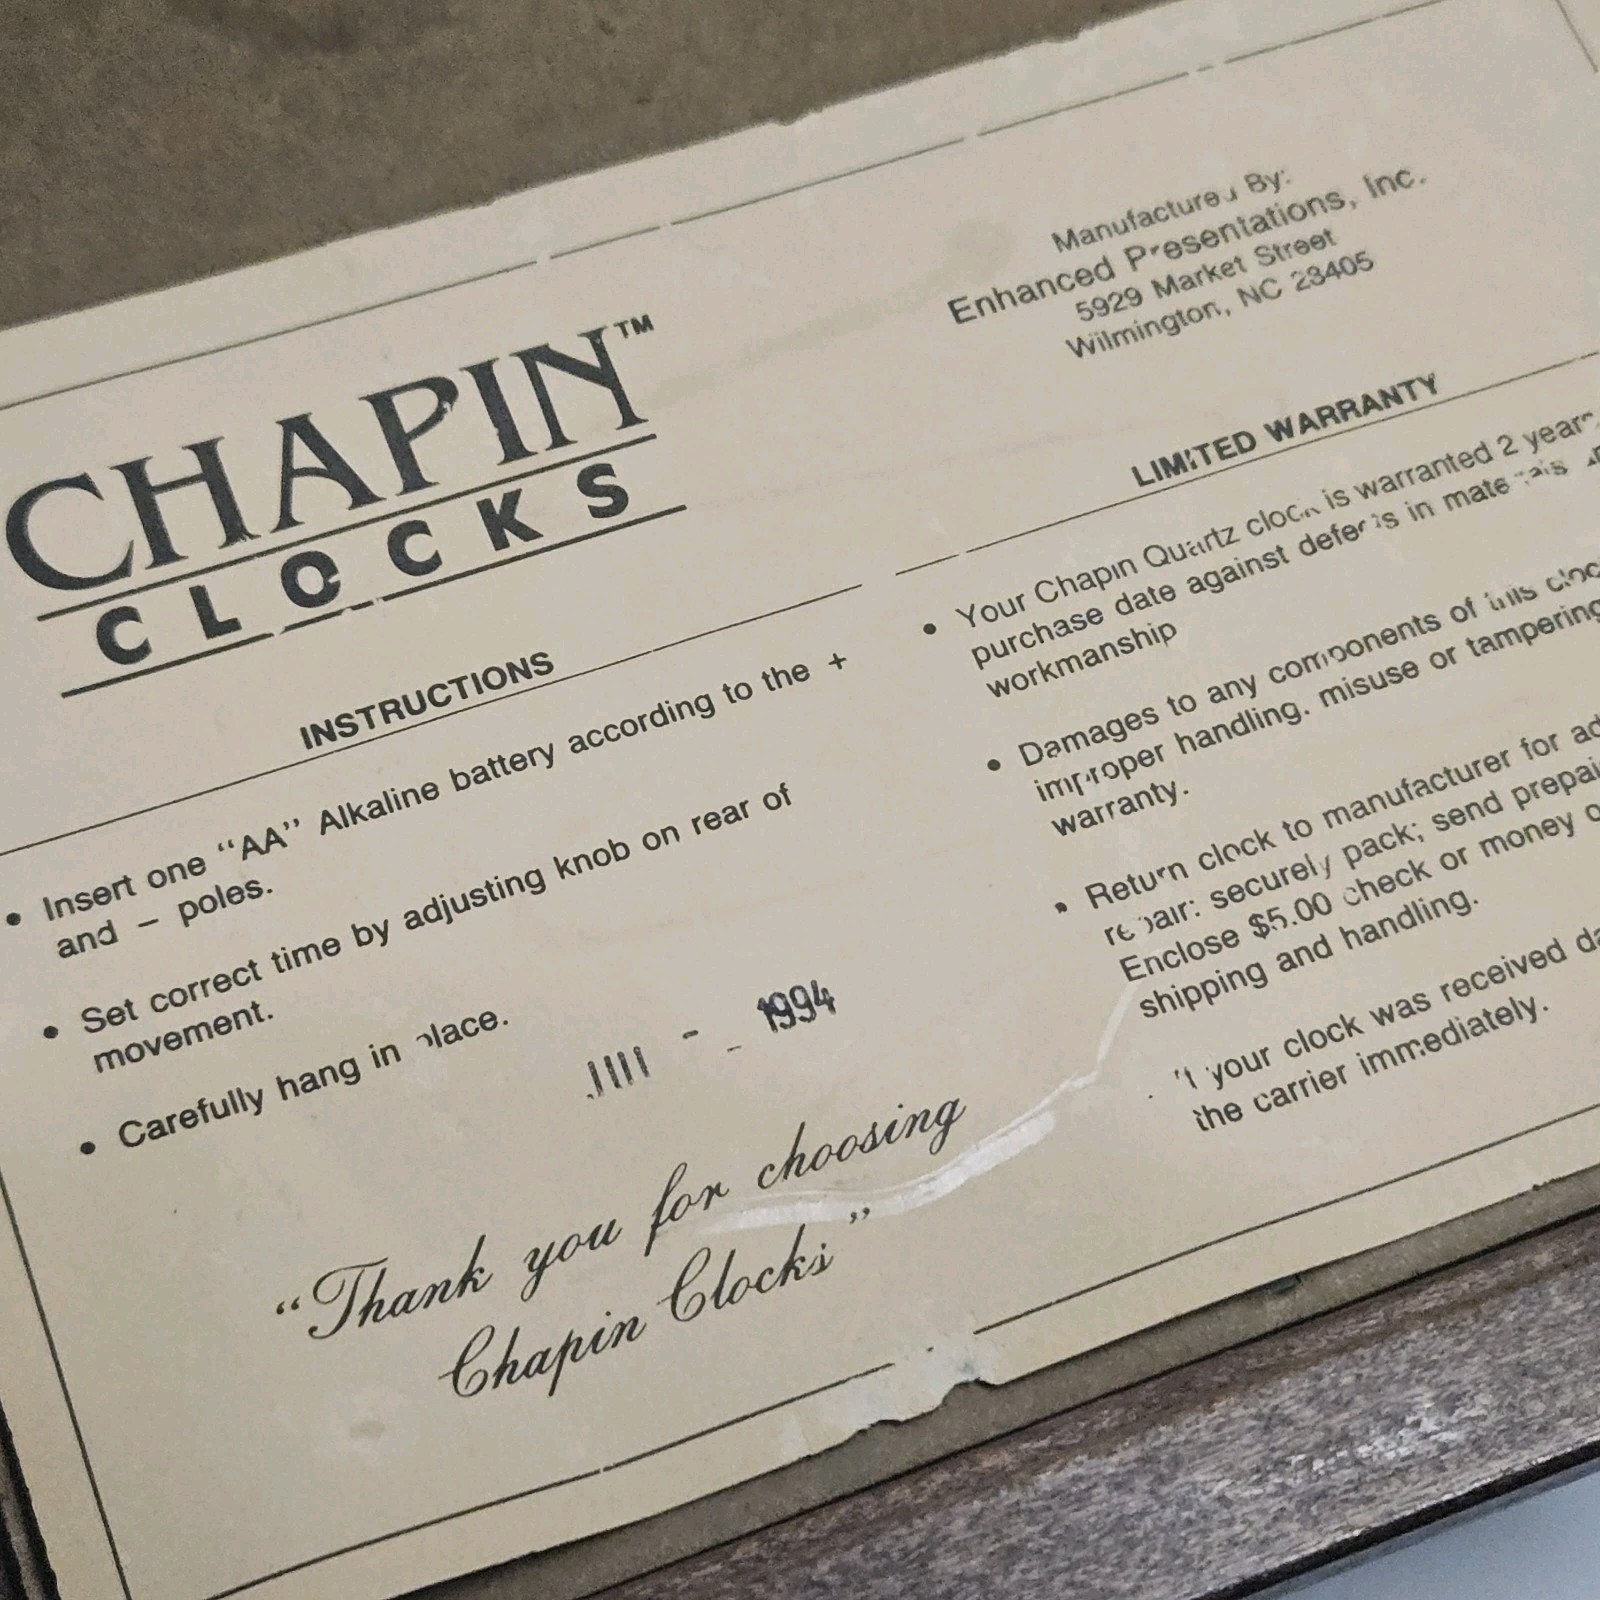 CHAPIN™
CLOCKS
INSTRUCTIONS
• Insert one "AA" Alkaline battery according to the +
and – poles.
• Set correct time by adjusting knob on rear of
movement.
• Carefully hang in place.
1994
"Thank you for choosing
Chapin Clocks"
Manufactured By:
Enhanced Presentations, Inc.
5929 Market Street
Wilmington, NC 28405
LIMITED WARRANTY
• Your Chapin Quartz clock is warranted 2 years
purchase date against defects in materials
workmanship
• Damages to any components of this
improper handling. misuse or tampering
warranty.
• Return clock to manufacturer for
repair: securely pack; send
Enclose $5.00 check or money
shipping and handling.
your clock was received
the carrier immediately.